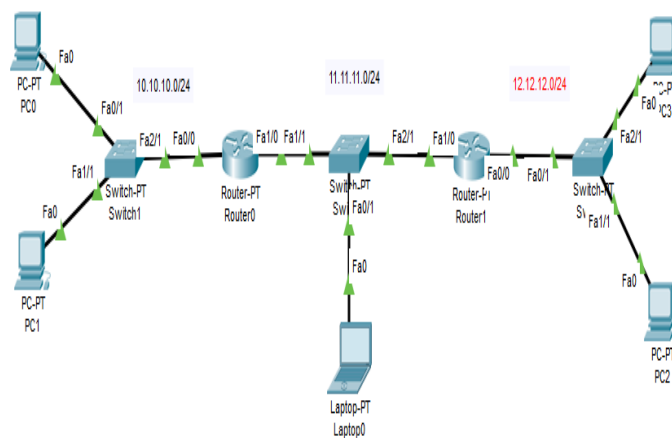 Fa0
PC-PT
PC0
Fa0/1
10.10.10.0/24
11.11.11.0/24
12.12.12.0/24
Fa0
PC3
Fa2/1
Fa1/1
Fa2/1
Fa0/0
Switch-PT
Switch1
Fa1/0
Fa1/1
Router-PT
Router0
Fa2/1
Fa1/0
Fa0/1
Router1
Fa0/0
Fa0/1
Fa1/1
Fa0
PC-PT
PC1
Fa0
Laptop-PT
Laptop0
Fa0
PC2